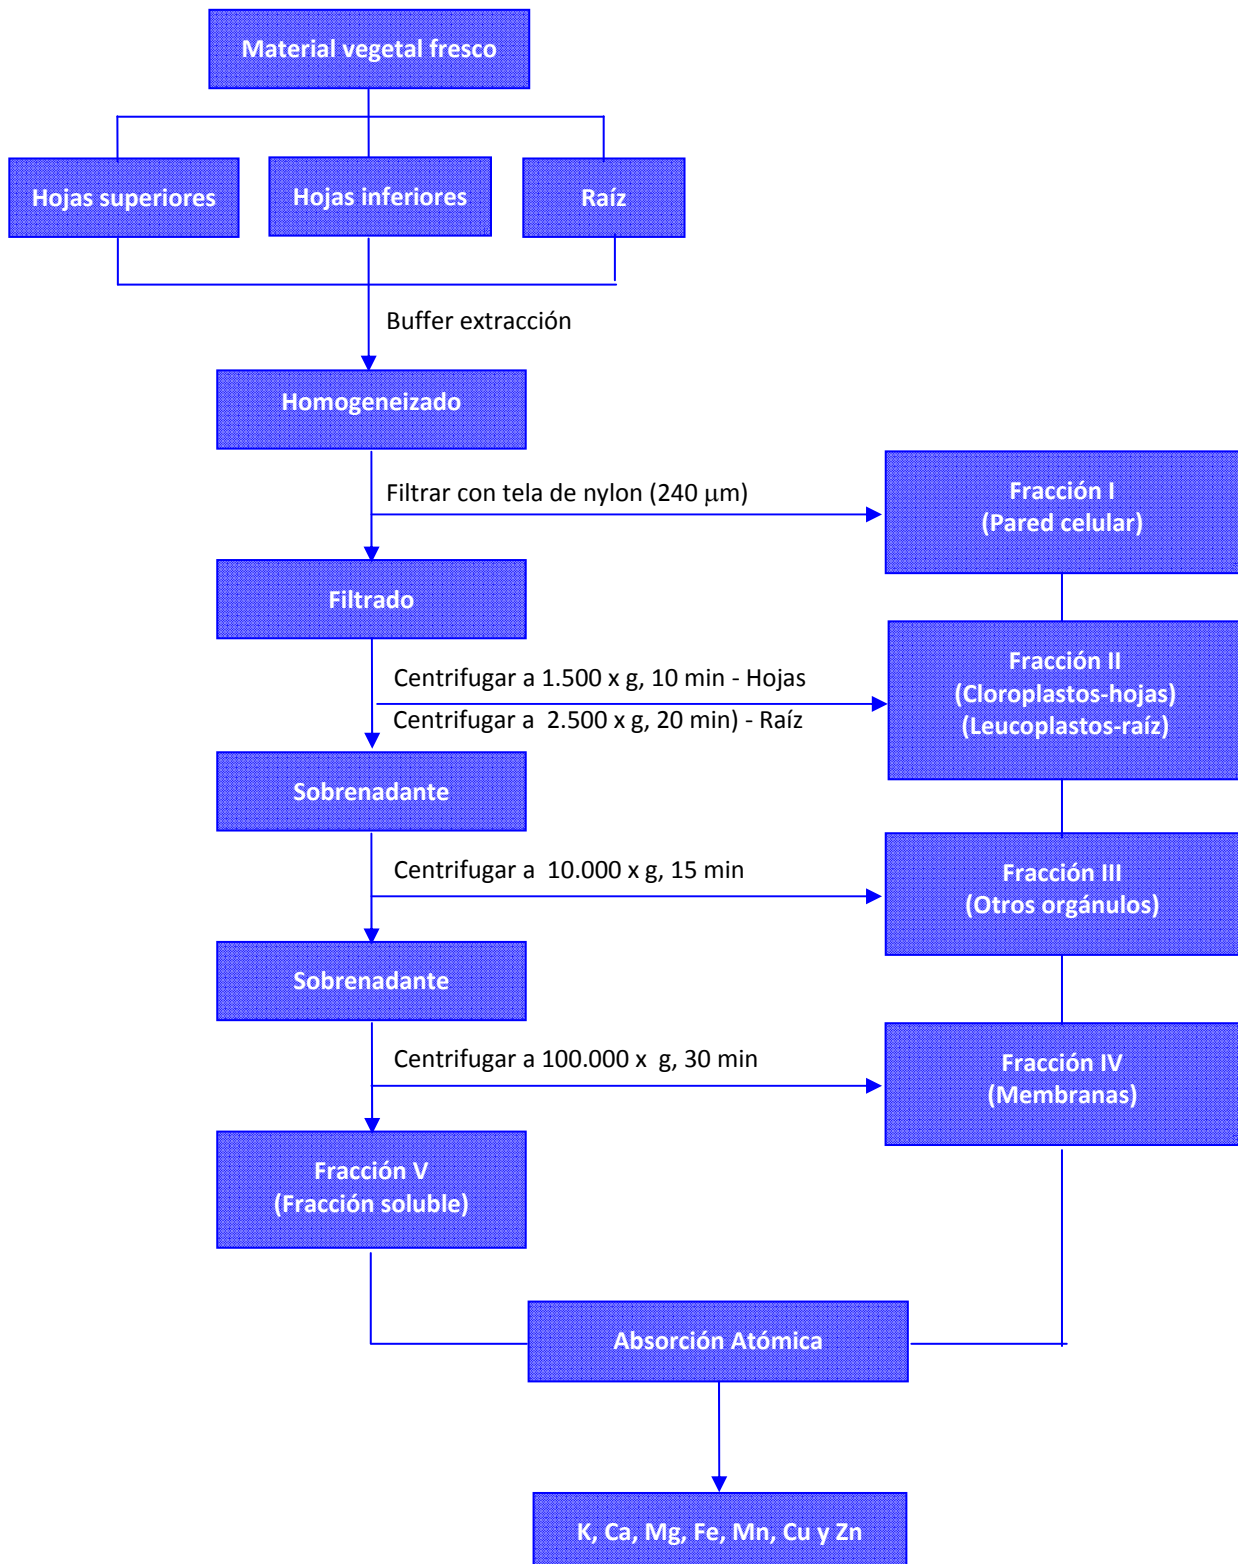 Material vegetal fresco
Hojas superiores
Hojas inferiores
Raíz
Buffer extracción
Homogeneizado
Filtrar con tela de nylon (240 μm)
Fracción I
(Pared celular)
Filtrado
Centrifugar a 1.500 x g, 10 min - Hojas
Centrifugar a  2.500 x g, 20 min) - Raíz
Fracción II
(Cloroplastos-hojas)
(Leucoplastos-raíz)
Sobrenadante
Centrifugar a  10.000 x g, 15 min
Fracción III
(Otros orgánulos)
Sobrenadante
Centrifugar a 100.000 x  g, 30 min
Fracción IV
(Membranas)
Fracción V
(Fracción soluble)
Absorción Atómica
K, Ca, Mg, Fe, Mn, Cu y Zn